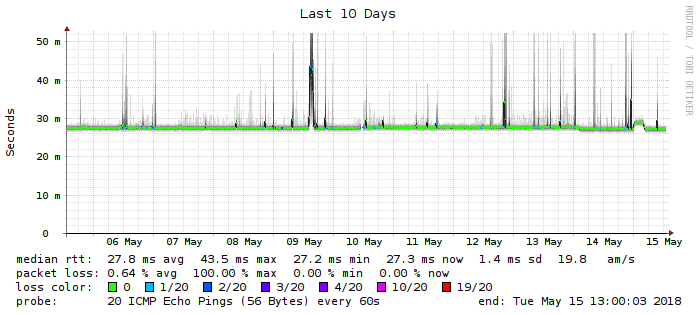 Last 10 Days
RRDTOOL / TOBI OETIKER
Seconds
50 m
40 m
30 m
20 m
10 m
0
06 May 07 May 08 May 09 May 10 May 11 May 12 May 13 May 14 May 15 May
median rtt: 27.8 ms avg 43.5 ms max 27.2 ms min 27.3 ms now 1.4 ms sd 19.8 am/s
packet loss: 0.64 % avg 100.00 % max 0.00 % min 0.00 % now
loss color: 0 1/20 2/20 3/20 4/20 10/20 19/20
probe: 20 ICMP Echo Pings (56 Bytes) every 60s end: Tue May 15 13:00:03 2018